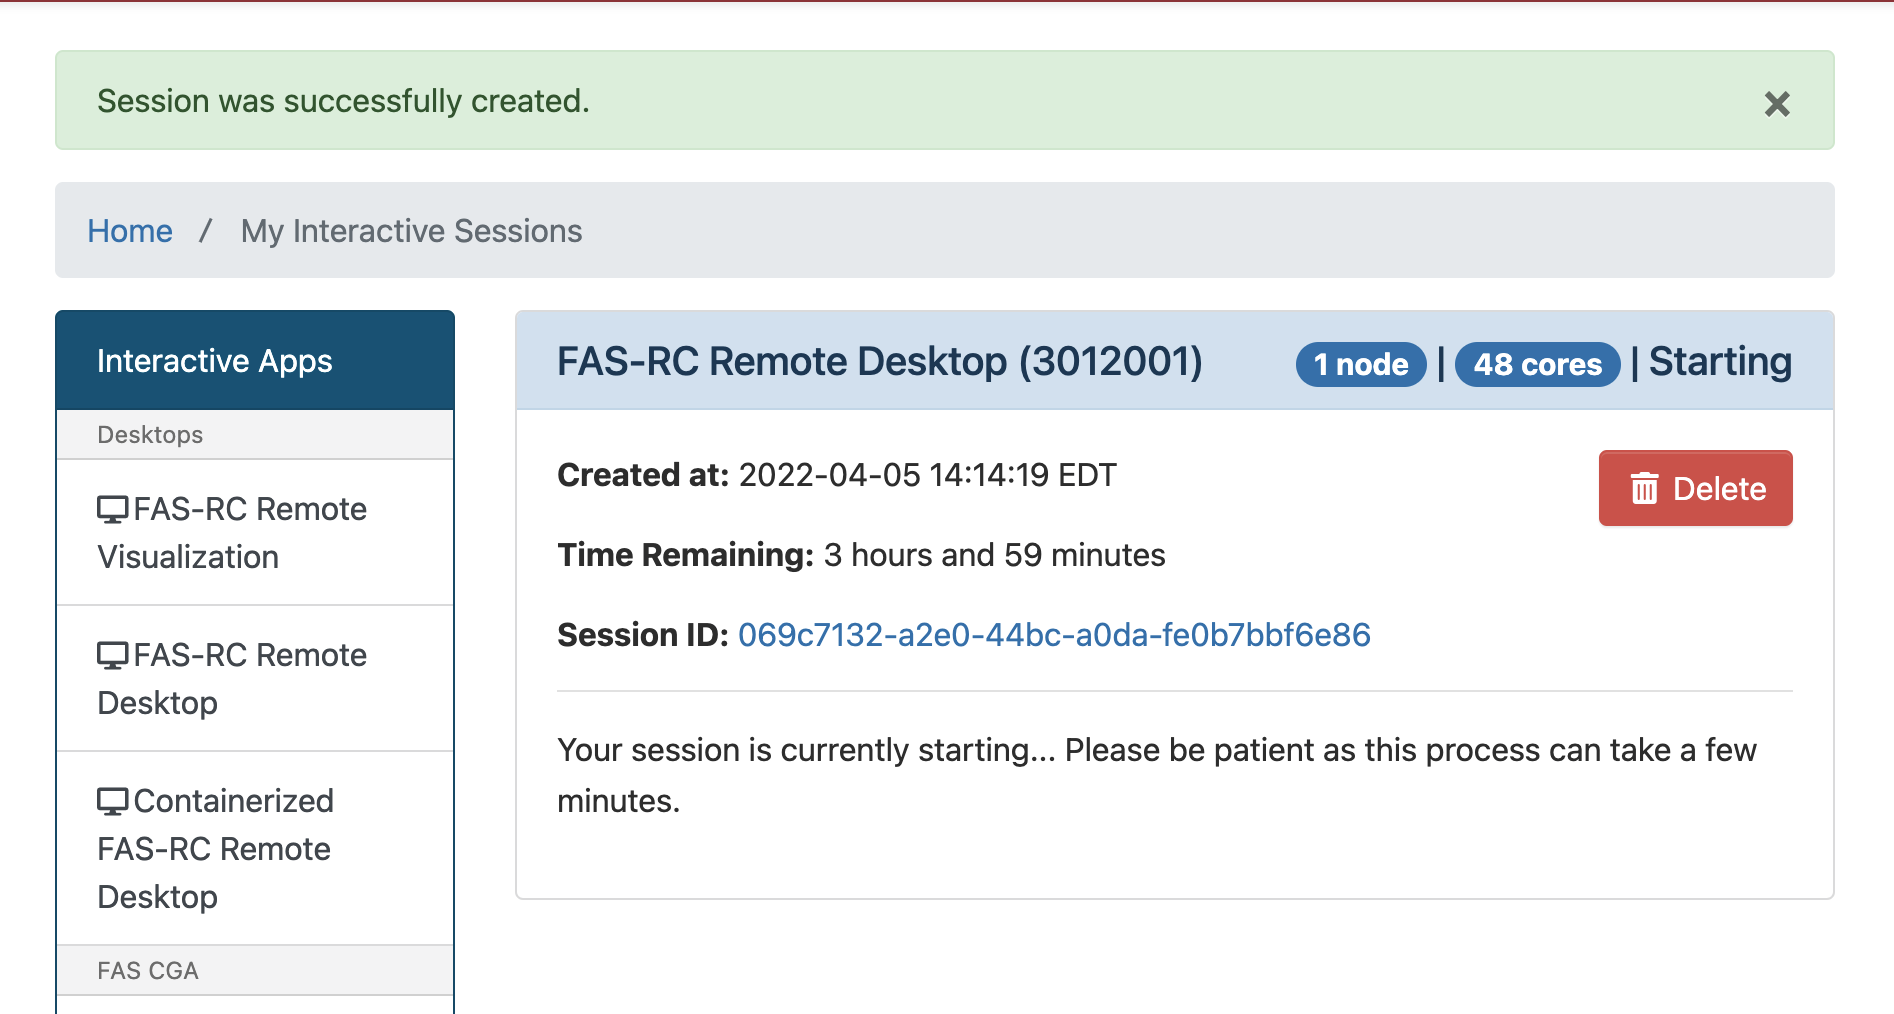 Session was successfully created.
Home / My Interactive Sessions
Interactive Apps
Desktops
FAS-RC Remote
Visualization
FAS-RC Remote
Desktop
Containerized
FAS-RC Remote
Desktop
FAS CGA
FAS-RC Remote Desktop (3012001) 1 node | 48 cores | Starting
Created at: 2022-04-05 14:14:19 EDT
Delete
Time Remaining: 3 hours and 59 minutes
Session ID: 069c7132-a2e0-44bc-a0da-fe0b7bbf6e86
Your session is currently starting... Please be patient as this process can take a few
minutes.